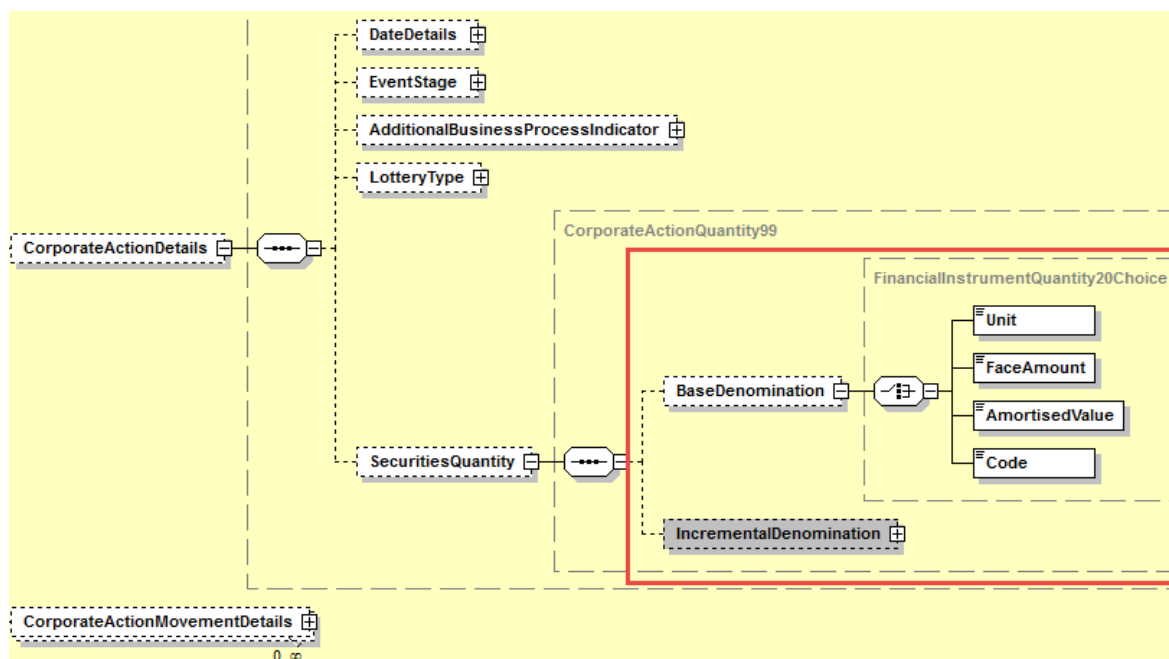 DateDetails
EventStage
AdditionalBusinessProcessIndicator
LotteryType
CorporateActionDetails
CorporateActionQuantity99
FinancialInstrumentQuantity20Choice
Unit
FaceAmount
BaseDenomination
AmortisedValue
SecuritiesQuantity
Code
IncrementalDenomination
CorporateActionMovementDetails